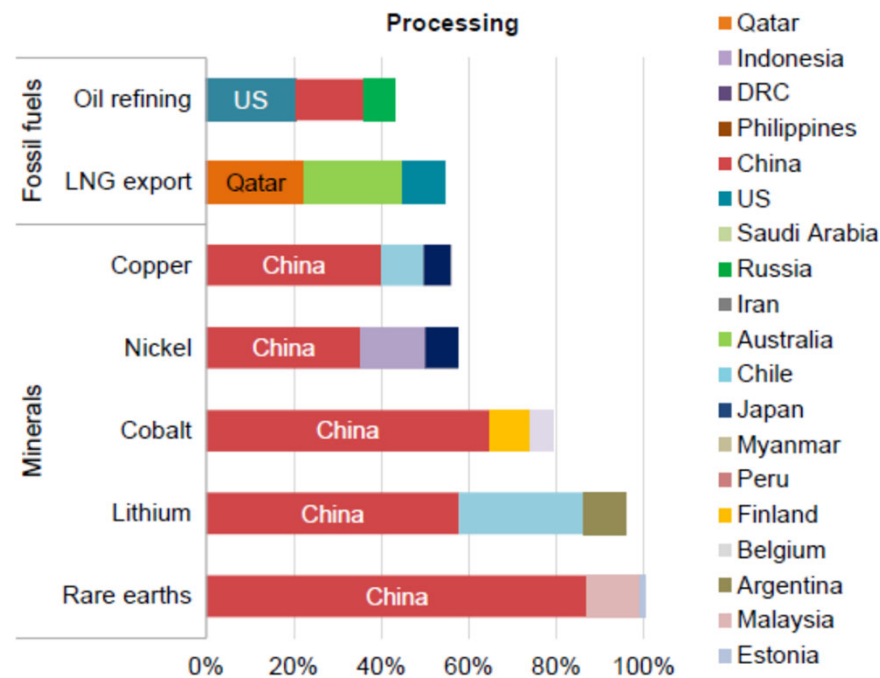 Processing
Fossil fuels
Oil refining
US
LNG export
Qatar
Minerals
Copper
China
Nickel
China
Cobalt
China
Lithium
China
Rare earths
China
0% 20% 40% 60% 80% 100%
Qatar
Indonesia
DRC
Philippines
China
US
Saudi Arabia
Russia
Iran
Australia
Chile
Japan
Myanmar
Peru
Finland
Belgium
Argentina
Malaysia
Estonia